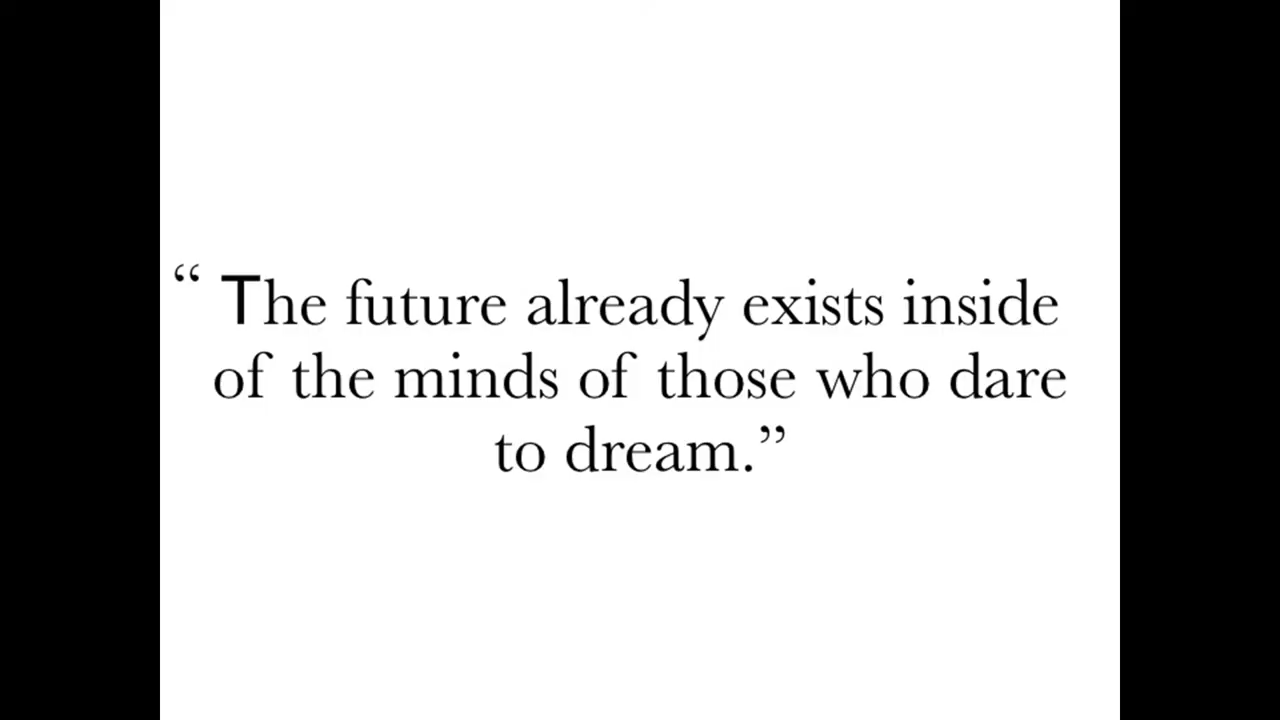 “ The future already exists inside
of the minds of those who dare
to dream.”